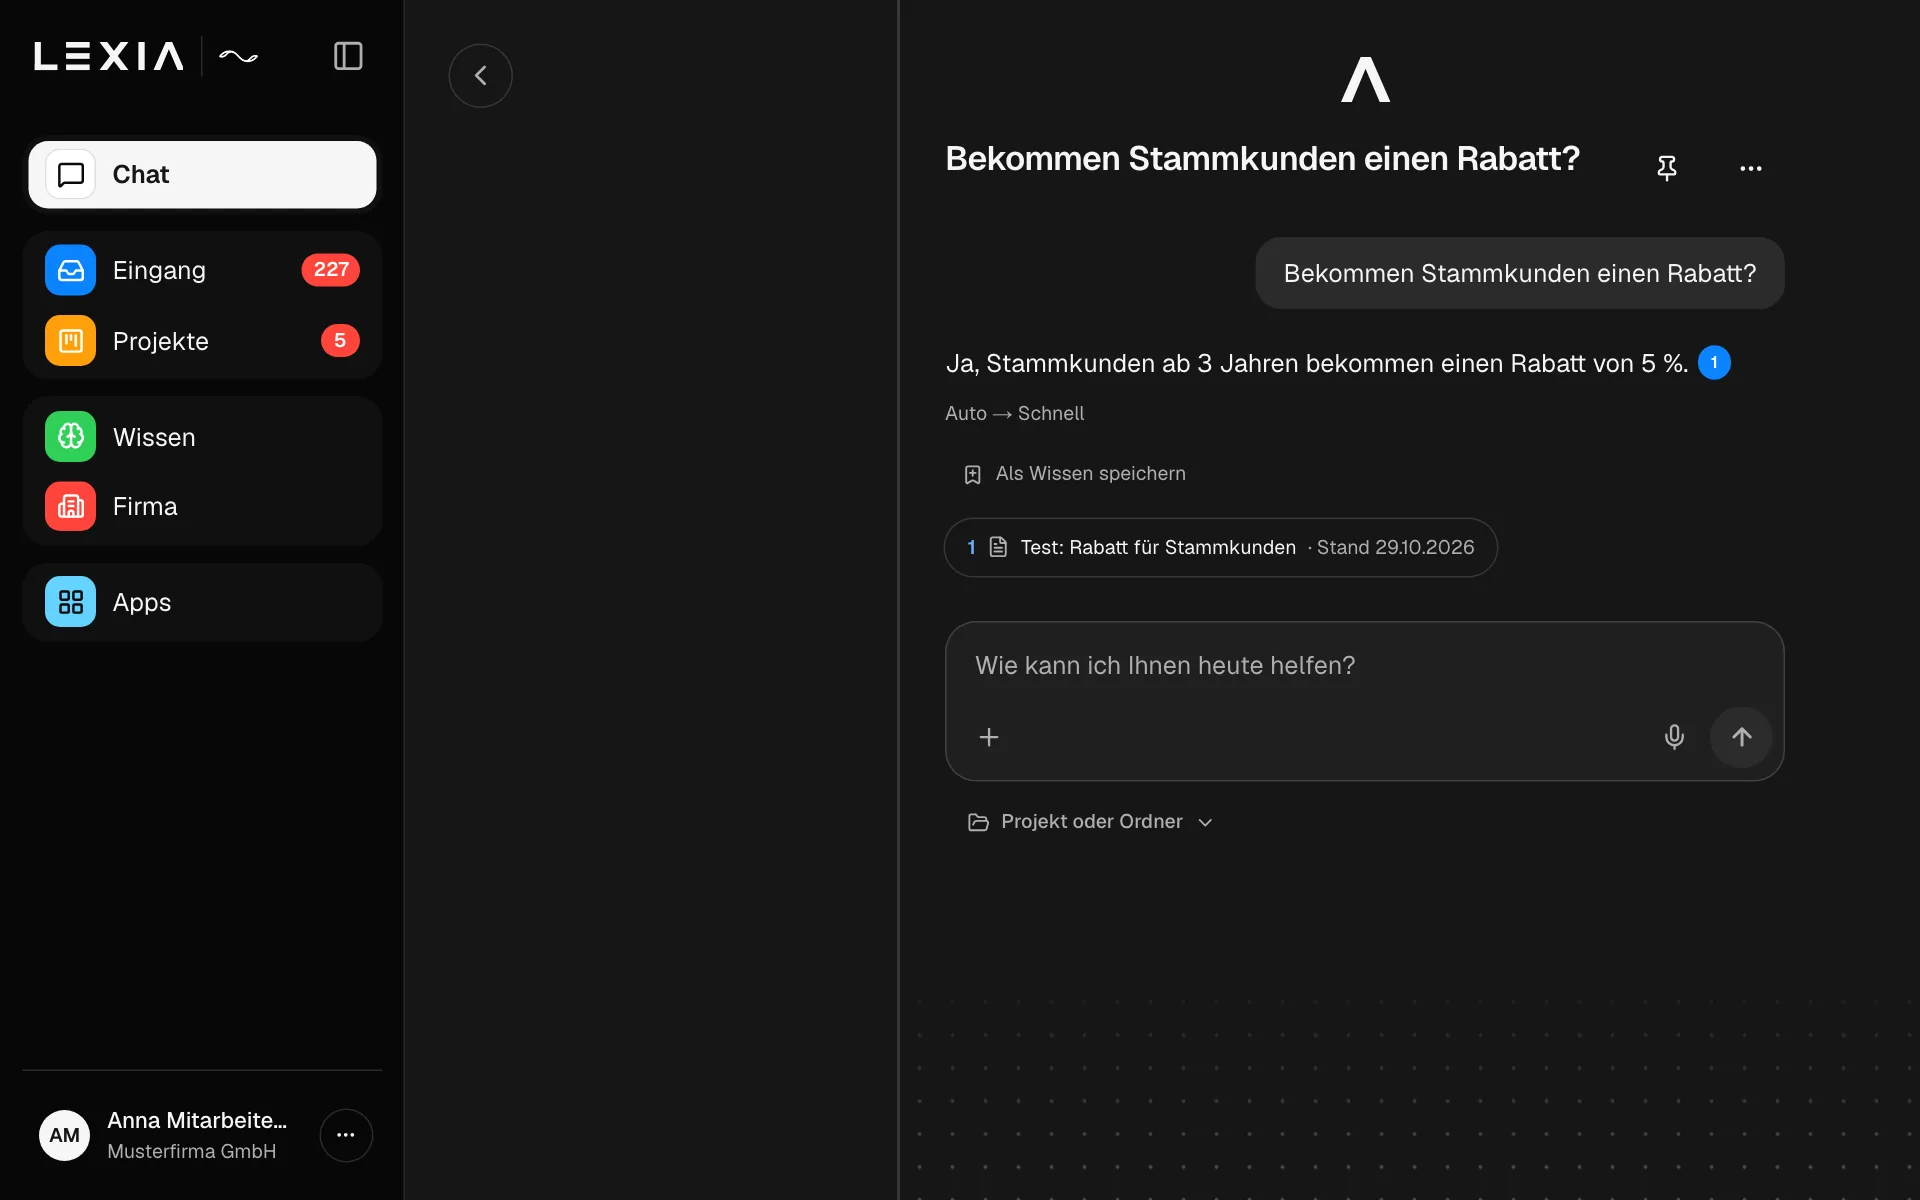 LEXIA
Chat
Eingang
227
Projekte
5
Wissen
Firma
Apps
AM
Anna Mitarbeite...
Musterfirma GmbH
Bekommen Stammkunden einen Rabatt?
Bekommen Stammkunden einen Rabatt?
Ja, Stammkunden ab 3 Jahren bekommen einen Rabatt von 5 %. 1
Auto → Schnell
Als Wissen speichern
1 Test: Rabatt für Stammkunden · Stand 29.10.2026
Wie kann ich Ihnen heute helfen?
Projekt oder Ordner